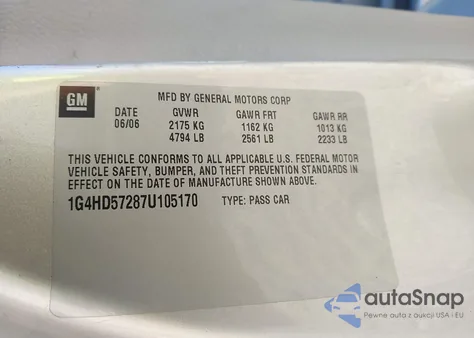 GM
MFD BY GENERAL MOTORS CORP
DATE GVWR GAWR FRT GAWR RR
06/06 2175 KG 1162 KG 1013 KG
4794 LB 2561 LB 2233 LB
THIS VEHICLE CONFORMS TO ALL APPLICABLE U.S. FEDERAL MOTOR
VEHICLE SAFETY, BUMPER, AND THEFT PREVENTION STANDARDS IN
EFFECT ON THE DATE OF MANUFACTURE SHOWN ABOVE.
1G4HD57287U105170 TYPE: PASS CAR
autoSnap
Pewne auta z aukcji USA i EU